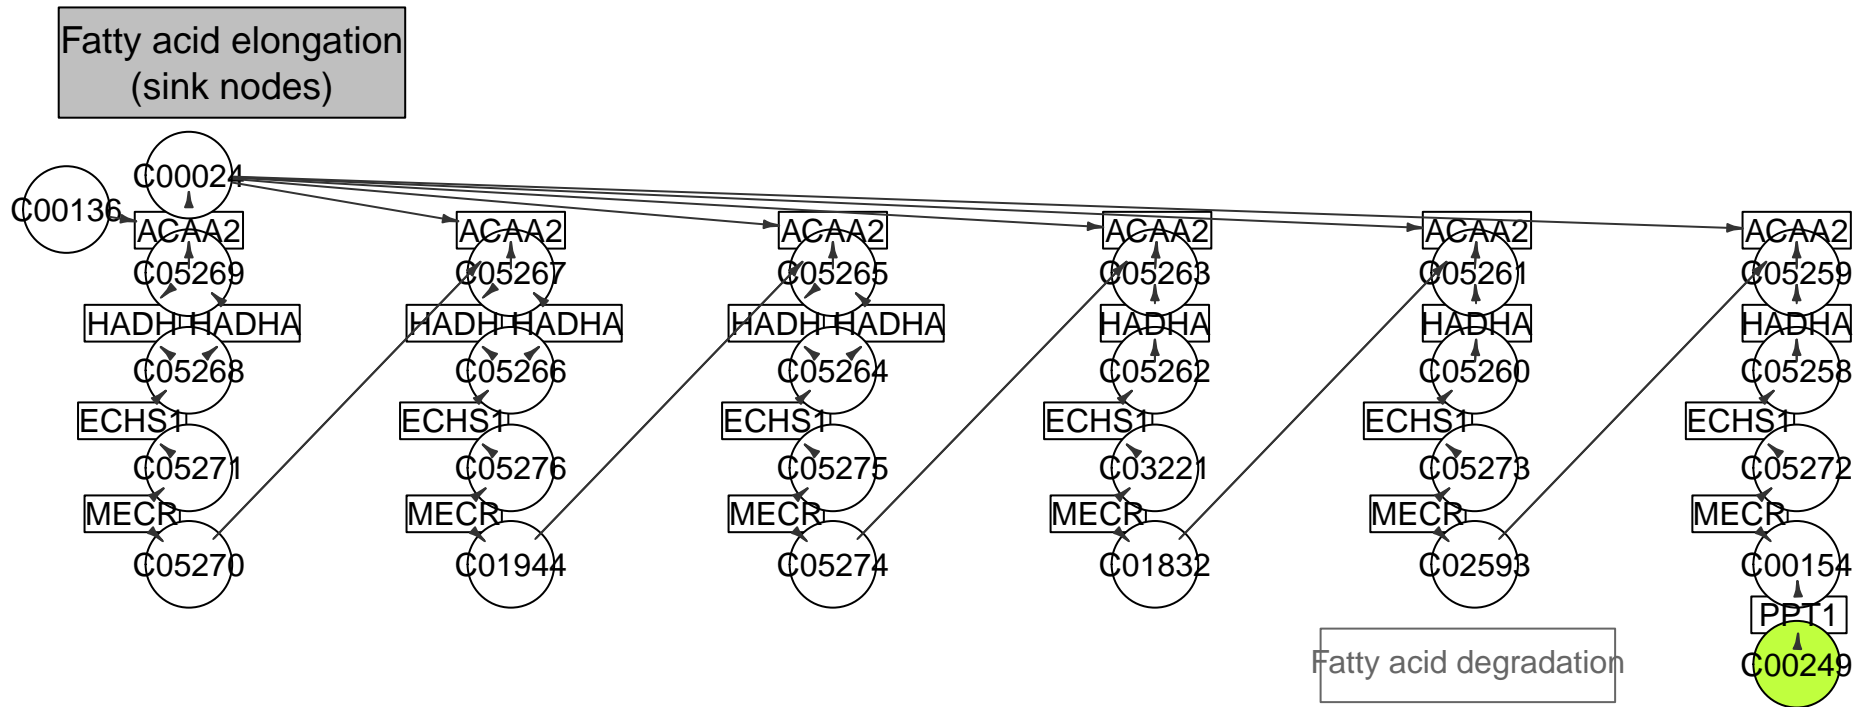 Fatty acid elongation
(sink nodes)
C00024
C00136
ACAA2 ACAA2 ACAA2 ACAA2 ACAA2 ACAA2
C05269 C05267 C05265 C05263 C05261 C05259
HADH HADHA HADH HADHA HADH HADHA HADHA HADHA HADHA
C05268 C05266 C05264 C05262 C05260 C05258
ECHS1 ECHS1 ECHS1 ECHS1 ECHS1 ECHS1
C05271 C05276 C05275 C03221 C05273 C05272
MECR MECR MECR MECR MECR MECR
C05270 C01944 C05274 C01832 C02593 C00154
PPT1
Fatty acid degradation C00249